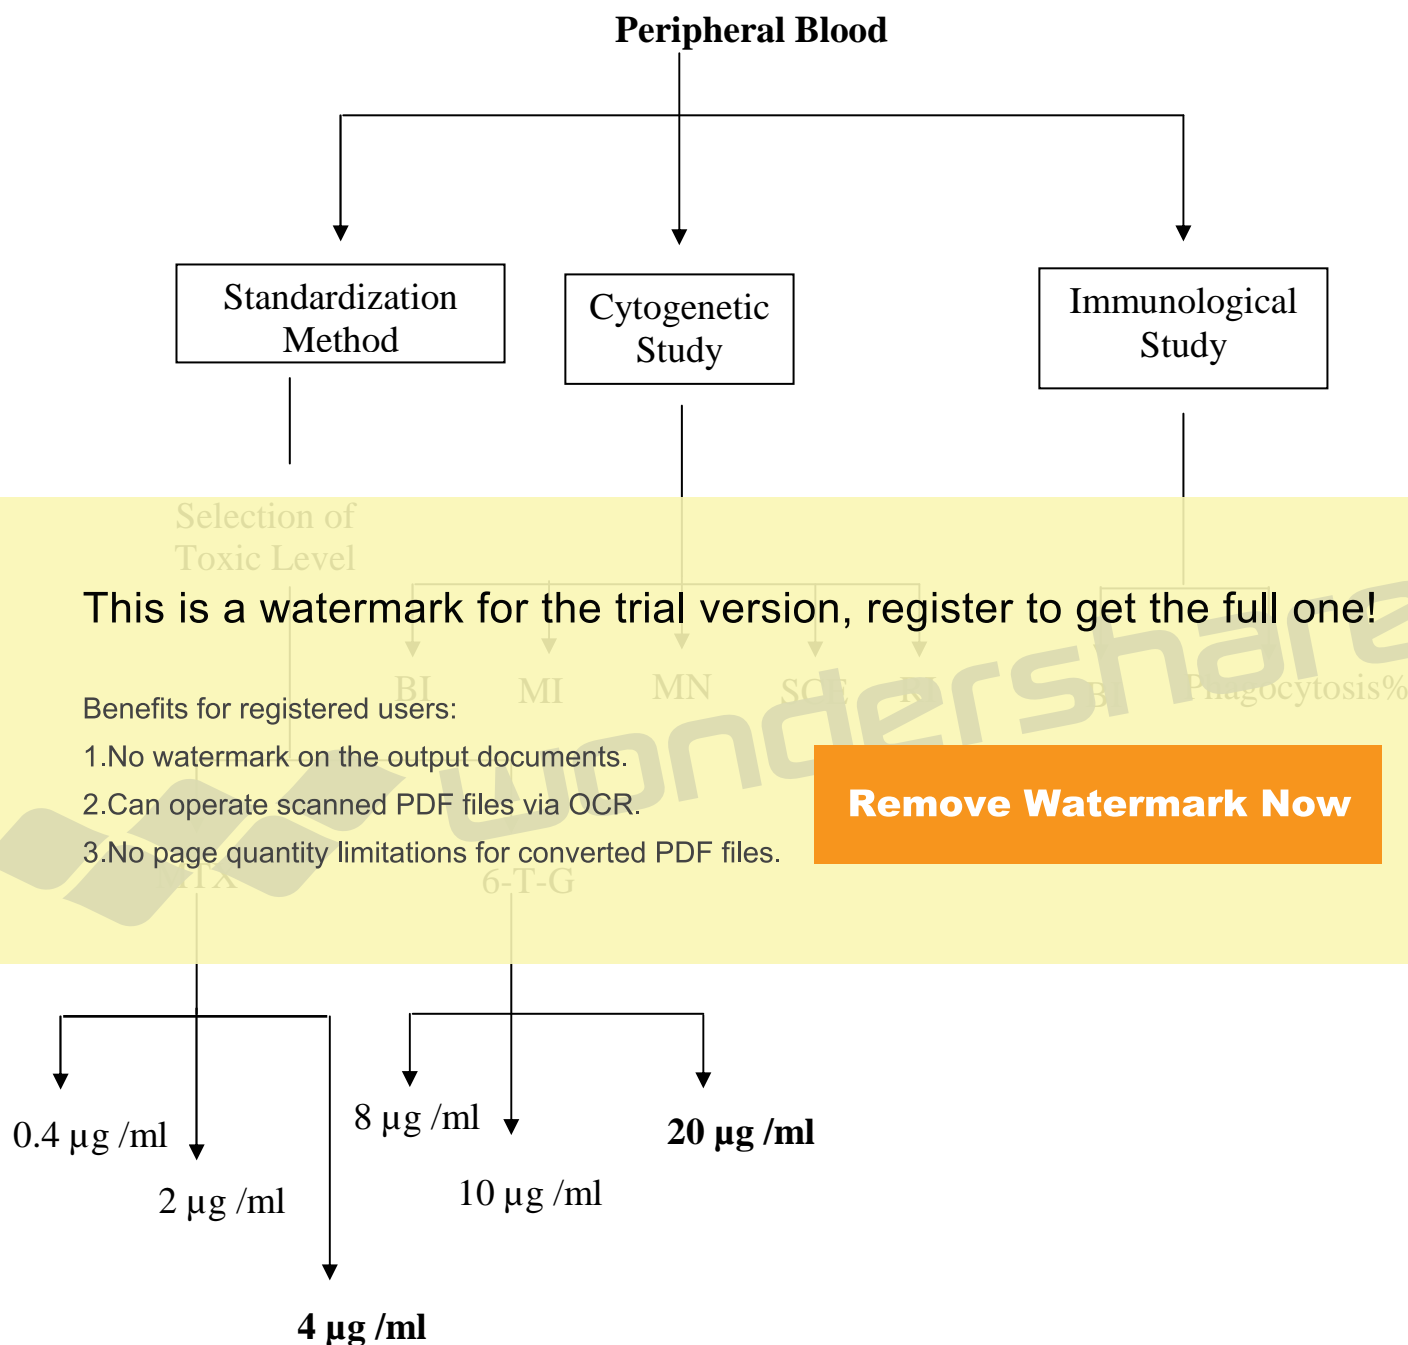 Peripheral Blood
Standardization
Method
Cytogenetic
Study
Immunological
Study
Selection of
Toxic Level
This is a watermark for the trial version, register to get the full one!
BI
MI
MN
SCE
RI
Phagocytosis%
wondershare
Benefits for registered users:
1.No watermark on the output documents.
2.Can operate scanned PDF files via OCR.
3.No page quantity limitations for converted PDF files.
Remove Watermark Now
MTX
6-T-G
0.4 µg /ml
2 µg /ml
4 µg /ml
8 µg /ml
10 µg /ml
20 µg /ml